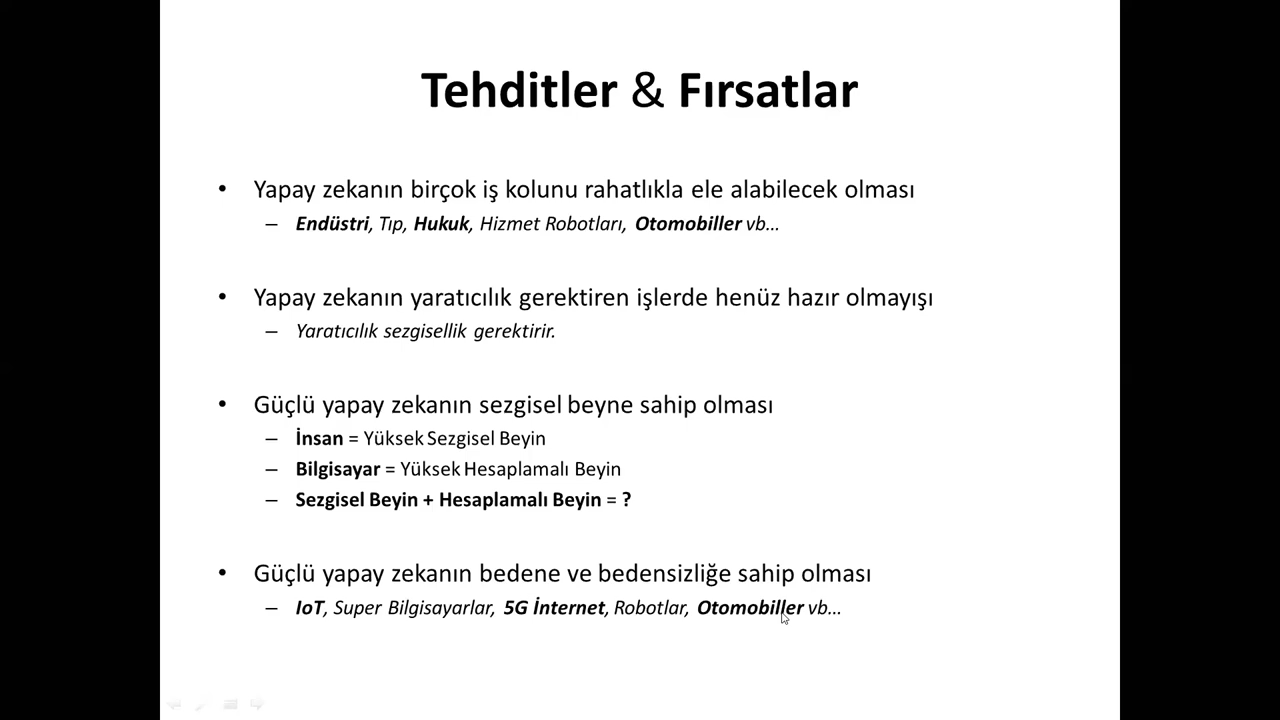 Tehditler & Fırsatlar
• Yapay zekanın birçok iş kolunu rahatlıkla ele alabilecek olması
– Endüstri, Tıp, Hukuk, Hizmet Robotları, Otomobiller vb...
• Yapay zekanın yaratıcılık gerektiren işlerde henüz hazır olmayışı
– Yaratıcılık sezgisellik gerektirir.
• Güçlü yapay zekanın sezgisel beyne sahip olması
– İnsan = Yüksek Sezgisel Beyin
– Bilgisayar = Yüksek Hesaplamalı Beyin
– Sezgisel Beyin + Hesaplamalı Beyin = ?
• Güçlü yapay zekanın bedene ve bedensizliğe sahip olması
– IoT, Super Bilgisayarlar, 5G İnternet, Robotlar, Otomobiller vb...